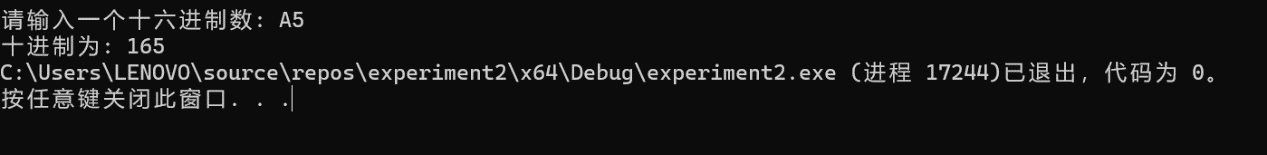 请输入一个十六进制数: A5
十进制为: 165
C:\Users\LENOVO\source\repos\experiment2\x64\Debug\experiment2.exe (进程 17244)已退出，代码为 0。
按任意键关闭此窗口. . .